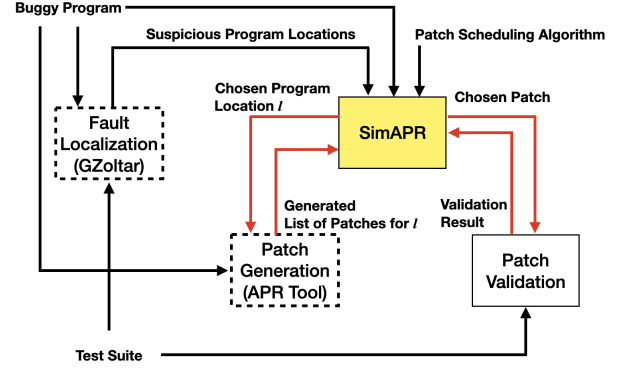 Buggy Program
Suspicious Program Locations
Patch Scheduling Algorithm
Chosen Program
Location l
Chosen Patch
Fault
Localization
(GZoltar)
SimAPR
Generated
List of Patches for l
Validation
Result
Patch
Generation
(APR Tool)
Patch
Validation
Test Suite